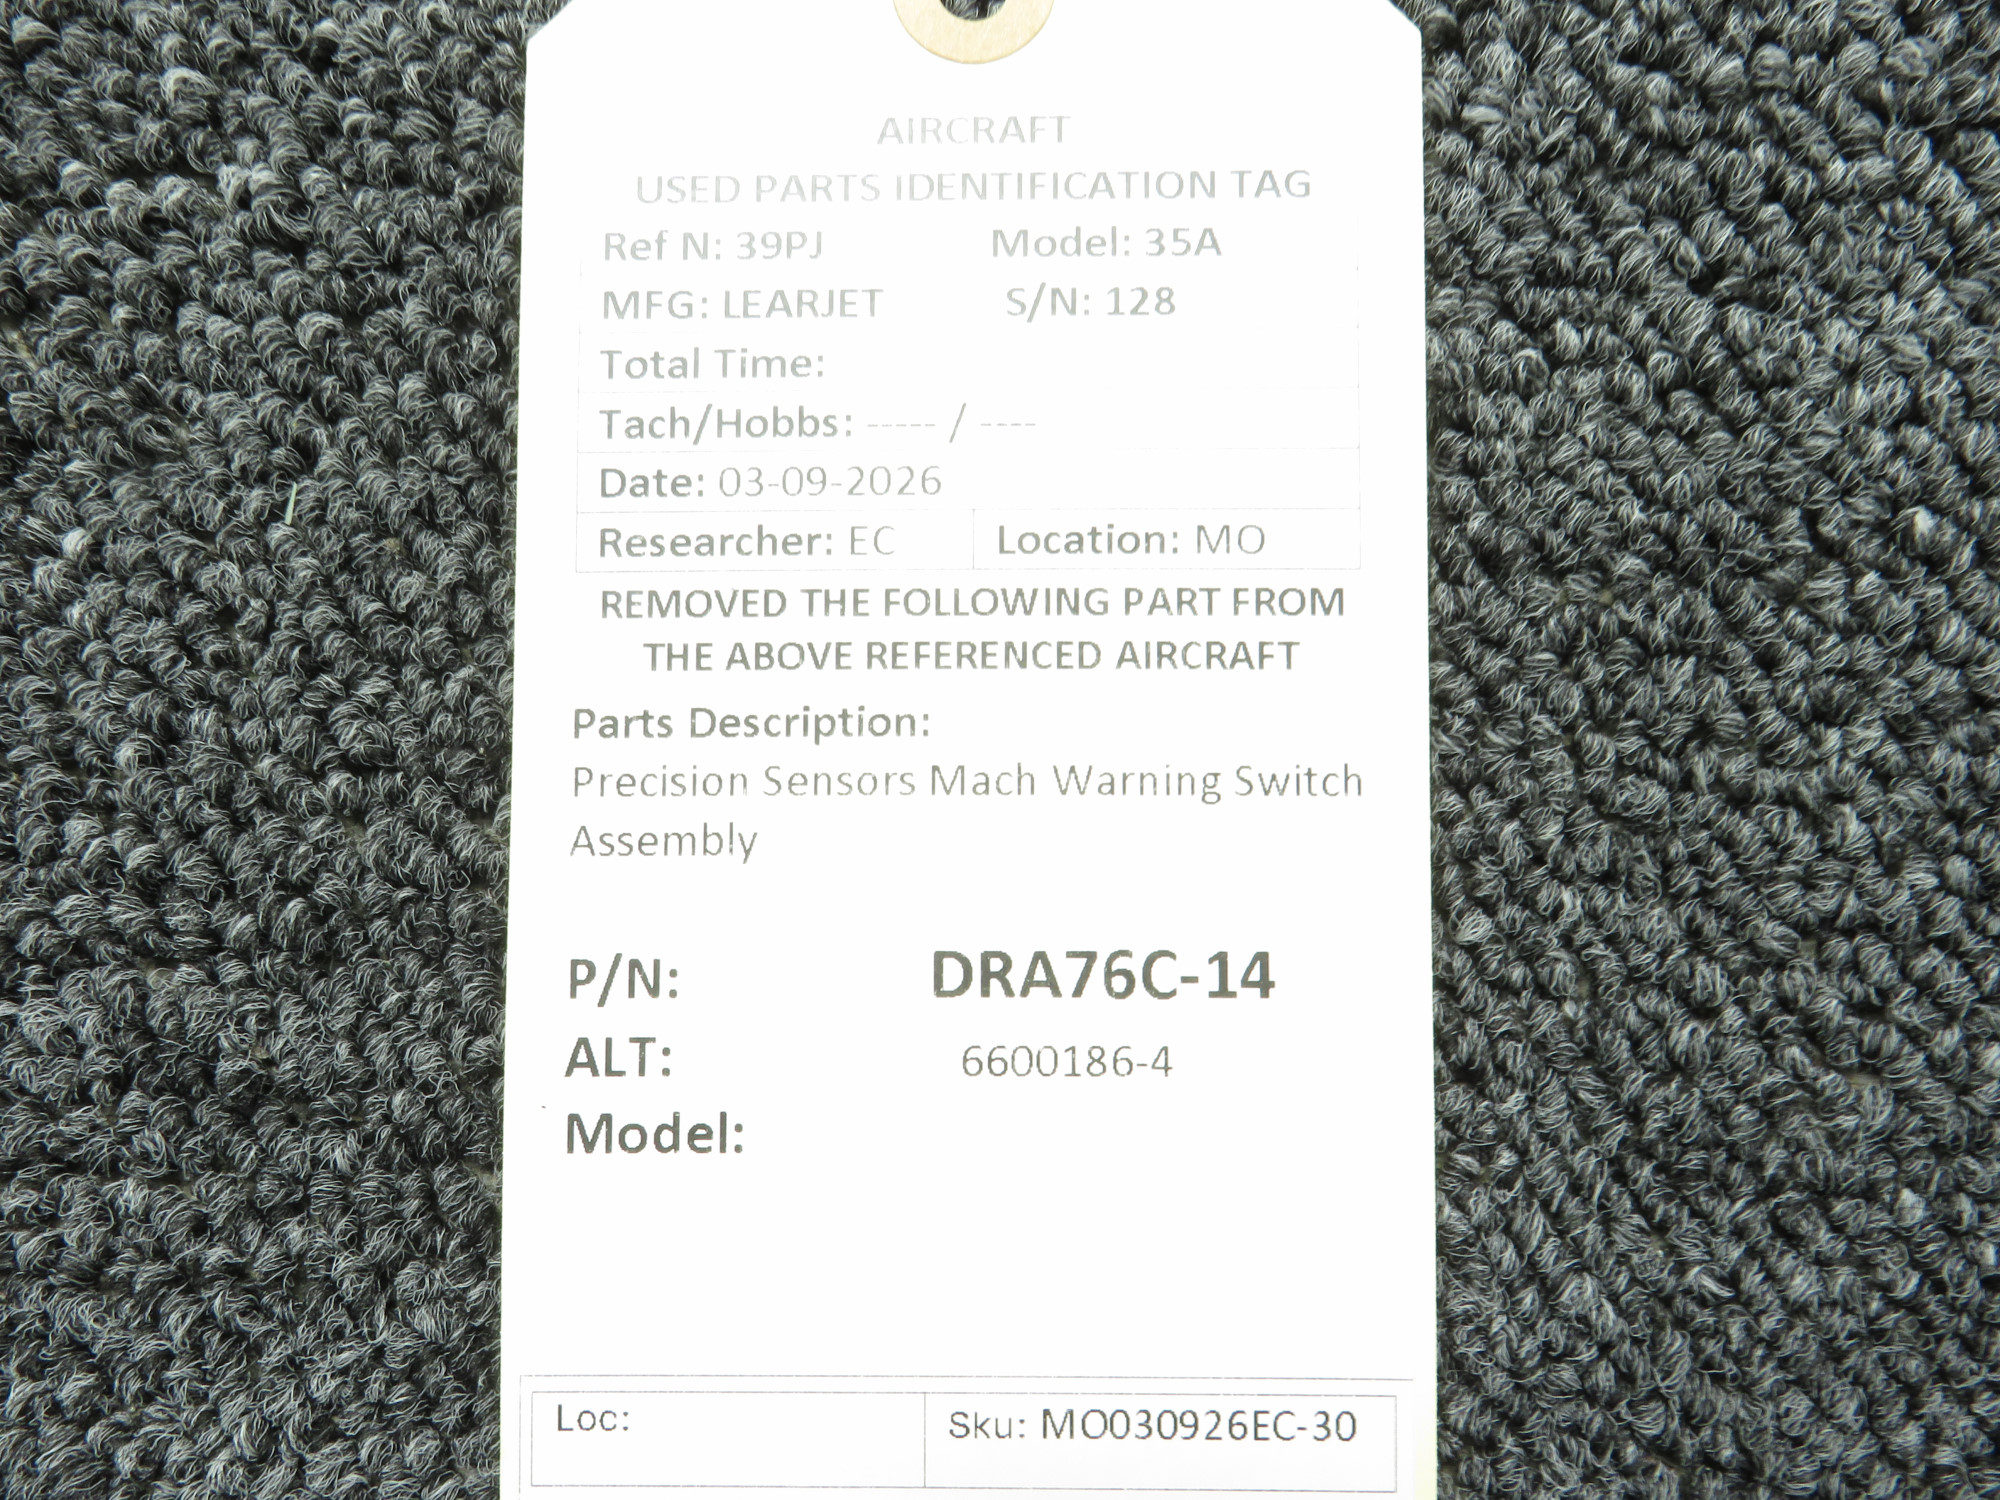 AIRCRAFT
USED PARTS IDENTIFICATION TAG
Ref N: 39PJ Model: 35A
MFG: LEARJET S/N: 128
Total Time:
Tach/Hobbs: ----- / ----
Date: 03-09-2026
Researcher: EC Location: MO
REMOVED THE FOLLOWING PART FROM
THE ABOVE REFERENCED AIRCRAFT
Parts Description:
Precision Sensors Mach Warning Switch
Assembly
P/N: DRA76C-14
ALT: 6600186-4
Model:
Loc: Sku: MO030926EC-30